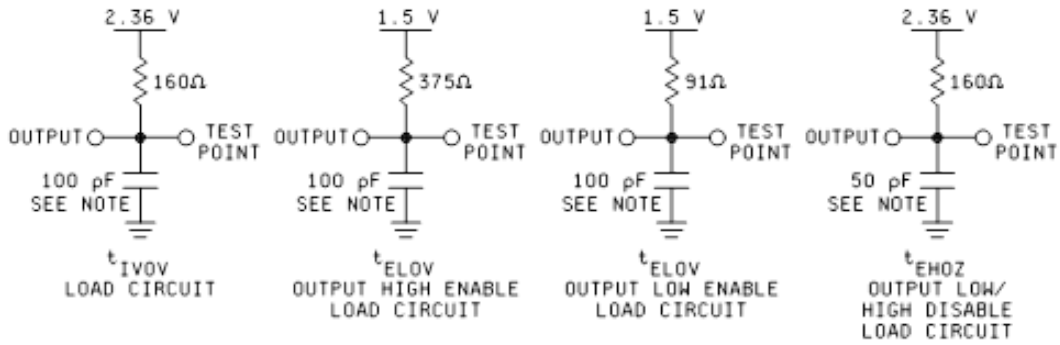 2.36 V
160Ω
OUTPUT
TEST
POINT
100 pF
SEE NOTE
tIVOV
LOAD CIRCUIT
1.5 V
375Ω
OUTPUT
TEST
POINT
100 pF
SEE NOTE
tELOV
OUTPUT HIGH ENABLE
LOAD CIRCUIT
1.5 V
91Ω
OUTPUT
TEST
POINT
100 pF
SEE NOTE
tELOV
OUTPUT LOW ENABLE
LOAD CIRCUIT
2.36 V
160Ω
OUTPUT
TEST
POINT
50 pF
SEE NOTE
tEHOZ
OUTPUT LOW/
HIGH DISABLE
LOAD CIRCUIT